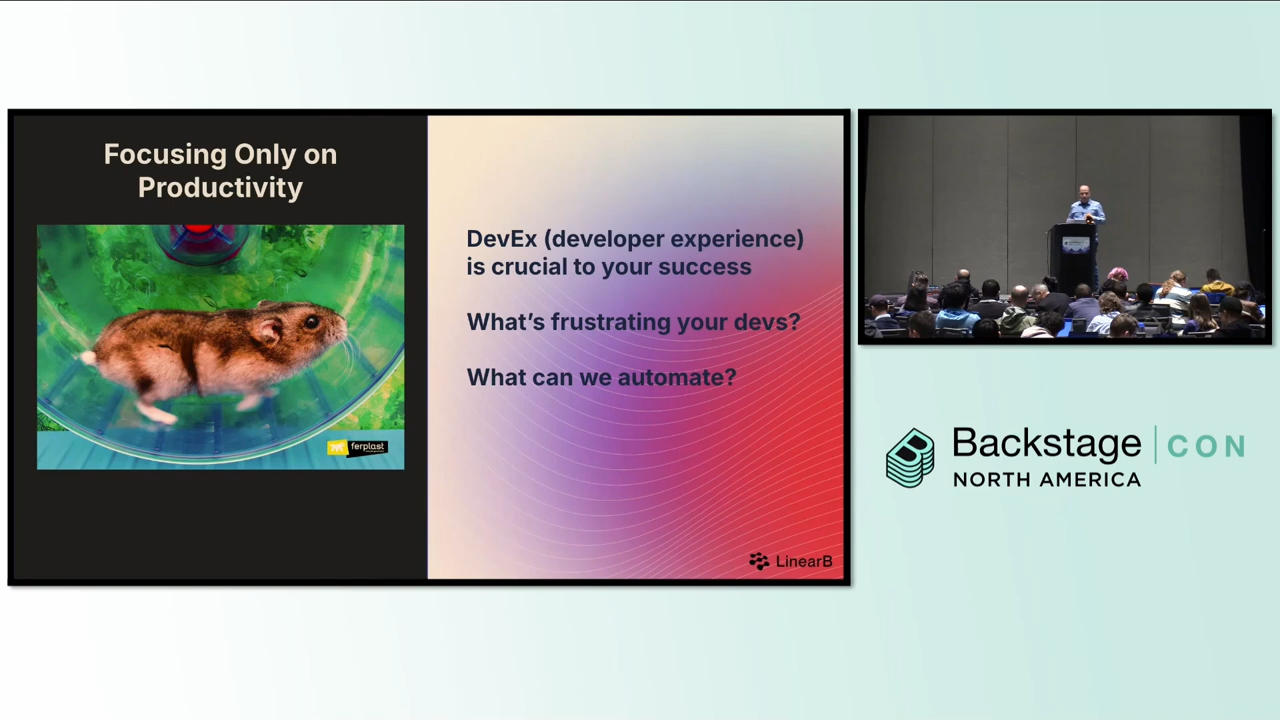 Focusing Only on
Productivity
ferplast
DevEx (developer experience)
is crucial to your success
What’s frustrating your devs?
What can we automate?
LinearB
Backstage CON
NORTH AMERICA